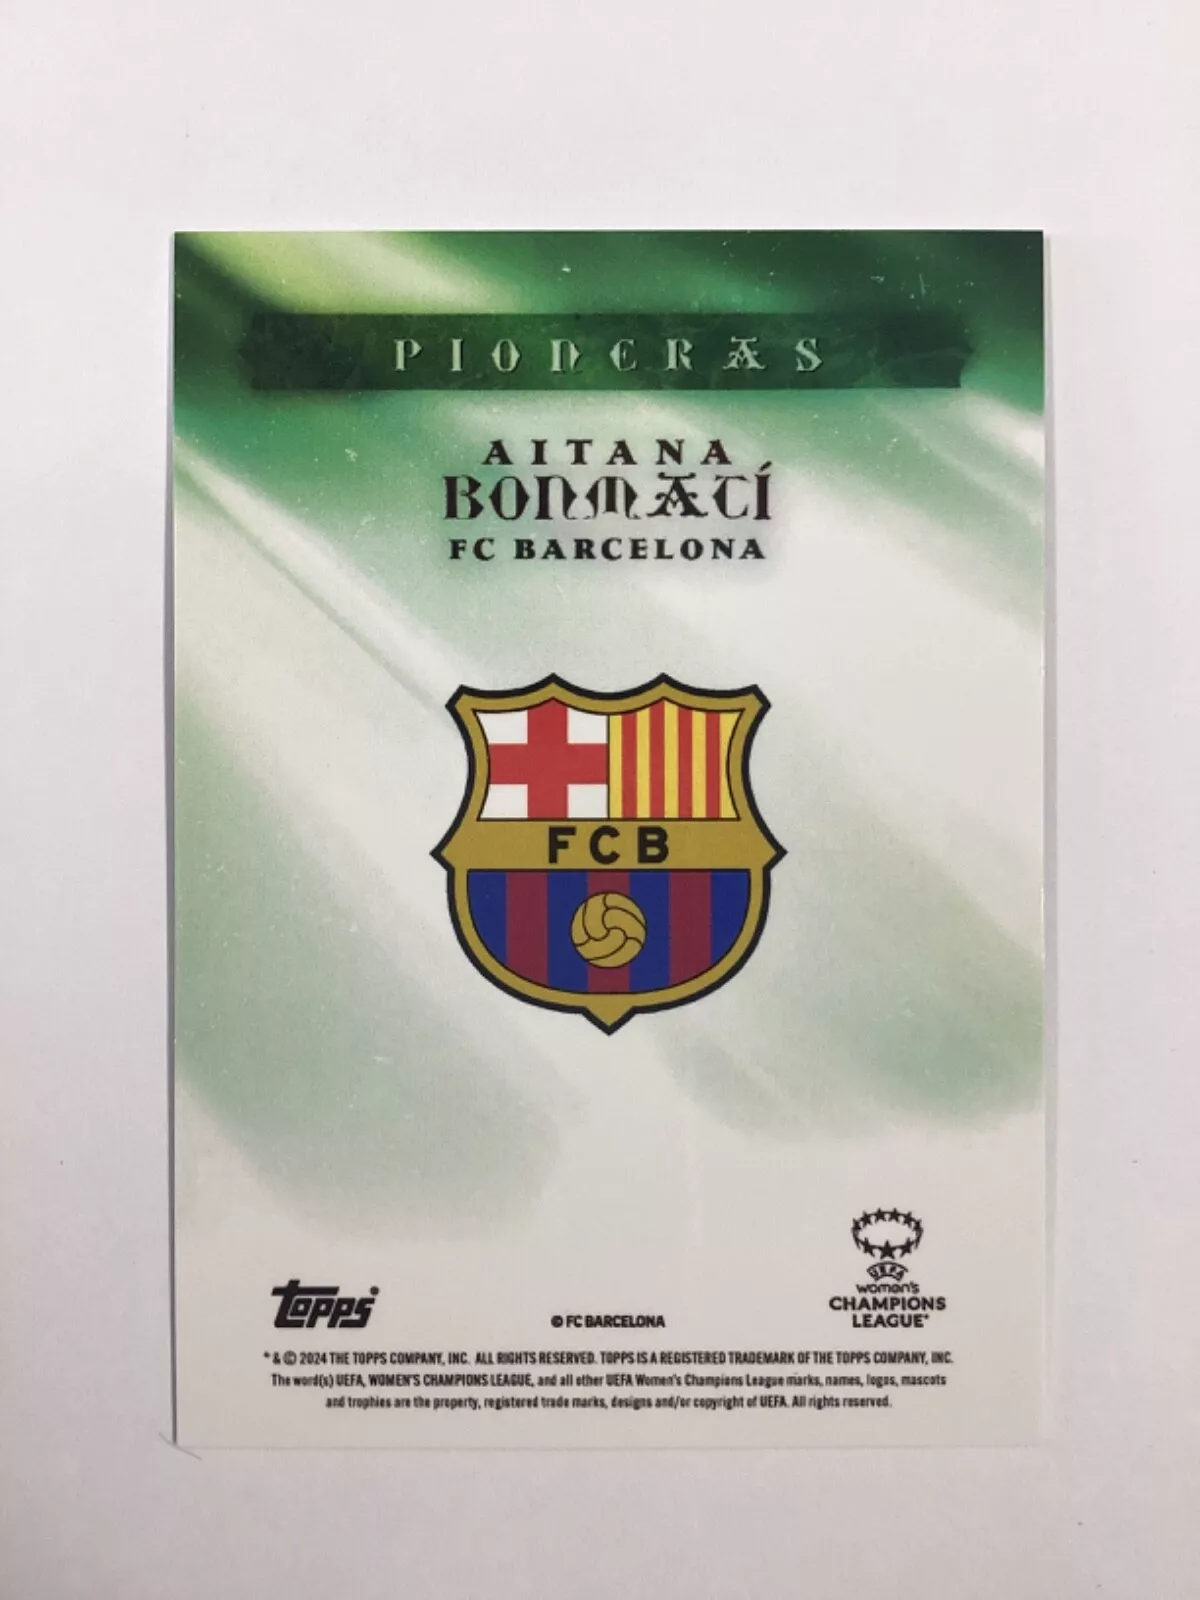 PIONERAS
AITANA
BONMATÍ
FC BARCELONA
FCB
topps®
© FC BARCELONA
UEFA
women's
CHAMPIONS
LEAGUE*
* & © 2024 THE TOPPS COMPANY, INC. ALL RIGHTS RESERVED. TOPPS IS A REGISTERED TRADEMARK OF THE TOPPS COMPANY, INC.
The word(s) UEFA, WOMEN'S CHAMPIONS LEAGUE, and all other UEFA Women's Champions League marks, names, logos, mascots
and trophies are the property, registered trade marks, designs and/or copyright of UEFA. All rights reserved.